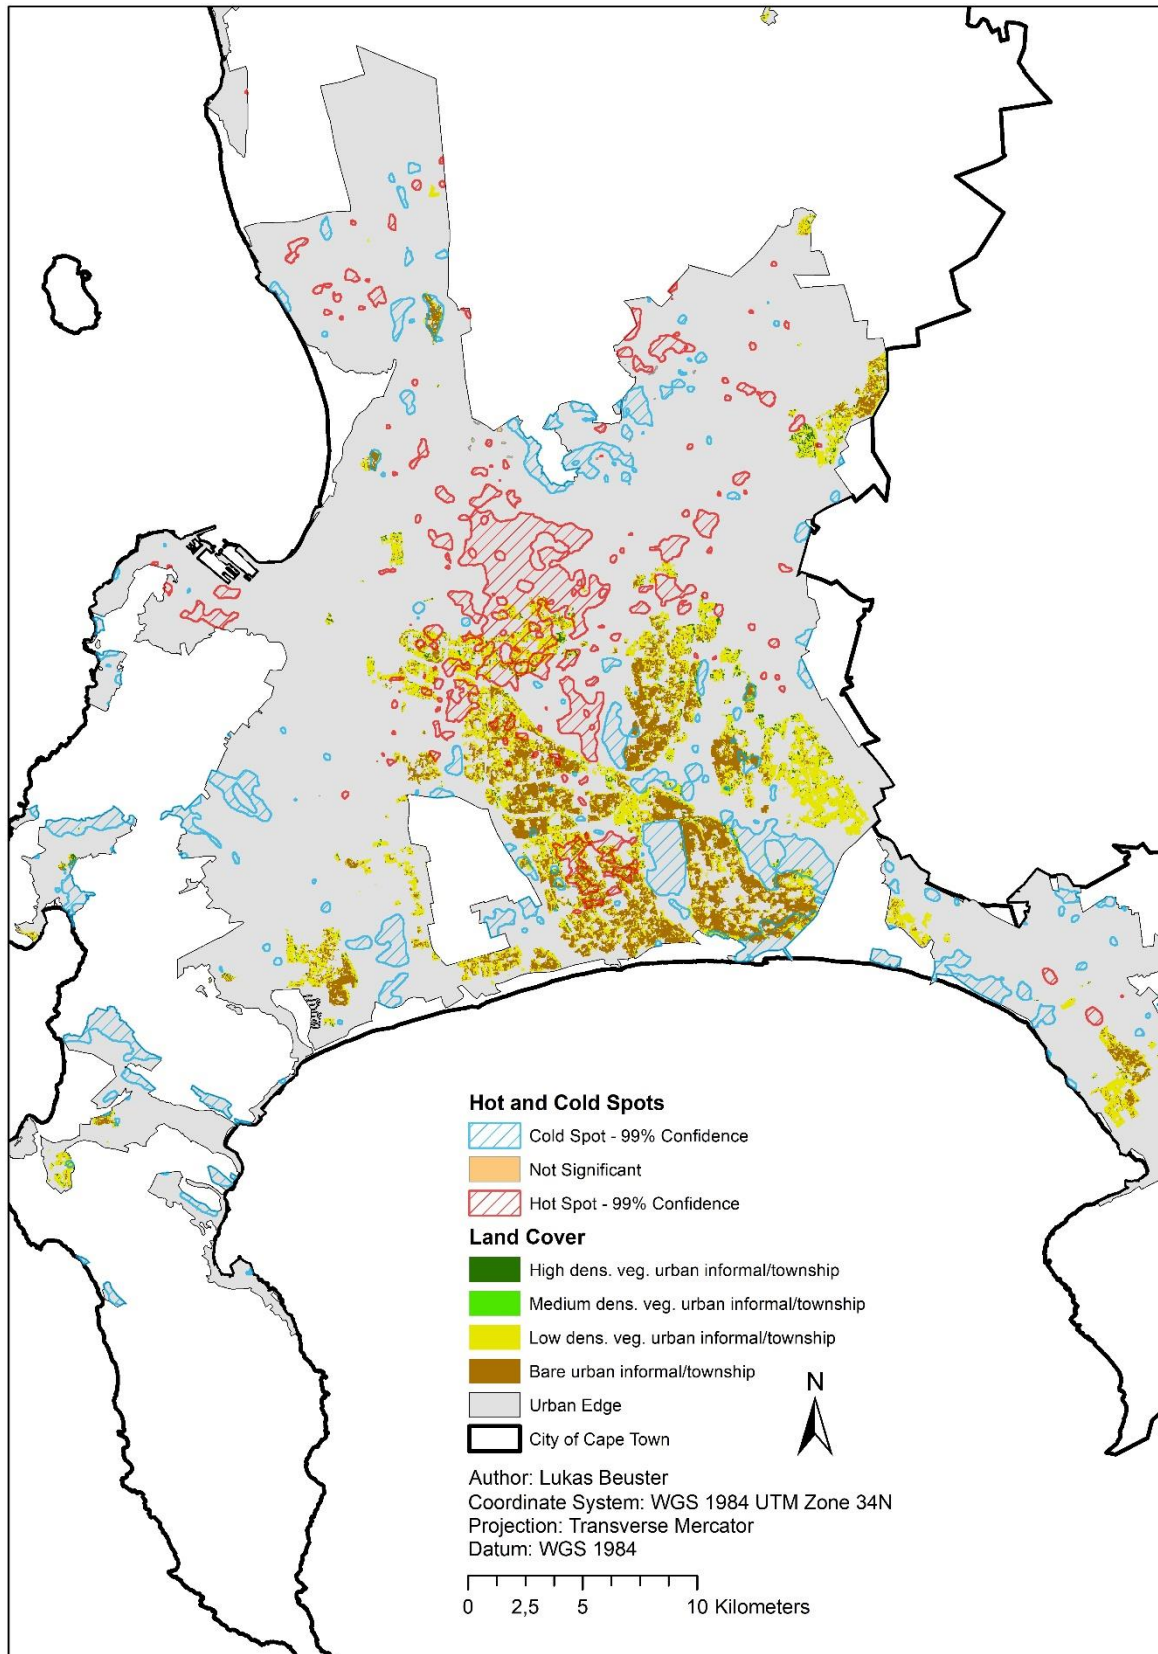 Hot and Cold Spots
Cold Spot - 99% Confidence
Not Significant
Hot Spot - 99% Confidence
Land Cover
High dens. veg. urban informal/township
Medium dens. veg. urban informal/township
Low dens. veg. urban informal/township
Bare urban informal/township
Urban Edge
City of Cape Town
N
Author: Lukas Beuster
Coordinate System: WGS 1984 UTM Zone 34N
Projection: Transverse Mercator
Datum: WGS 1984
0 2,5 5 10 Kilometers